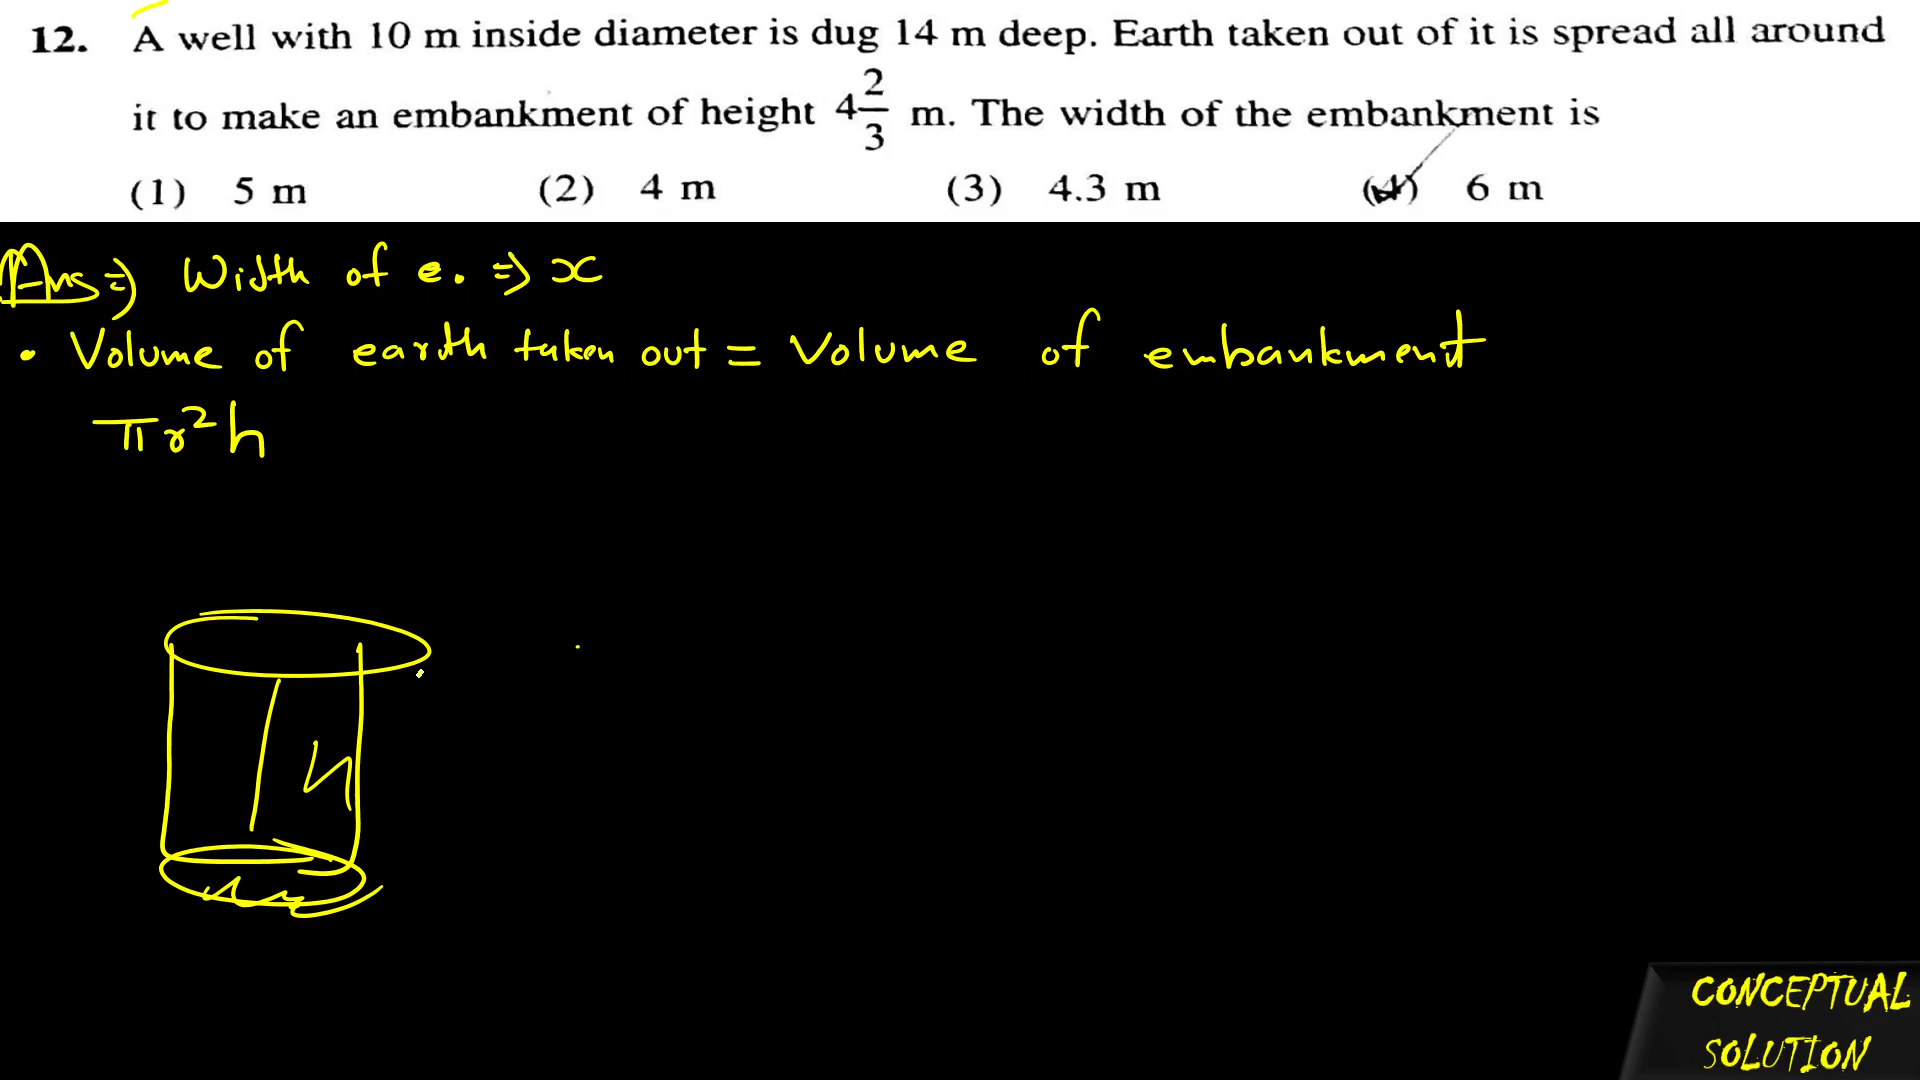 12. A well with 10 m inside diameter is dug 14 m deep. Earth taken out of it is spread all around
it to make an embankment of height 4 2/3 m. The width of the embankment is
(1) 5 m (2) 4 m (3) 4.3 m (4) 6 m
Ans => Width of e. => x
• Volume of earth taken out = Volume of embankment
πr²h
h
CONCEPTUAL
SOLUTION